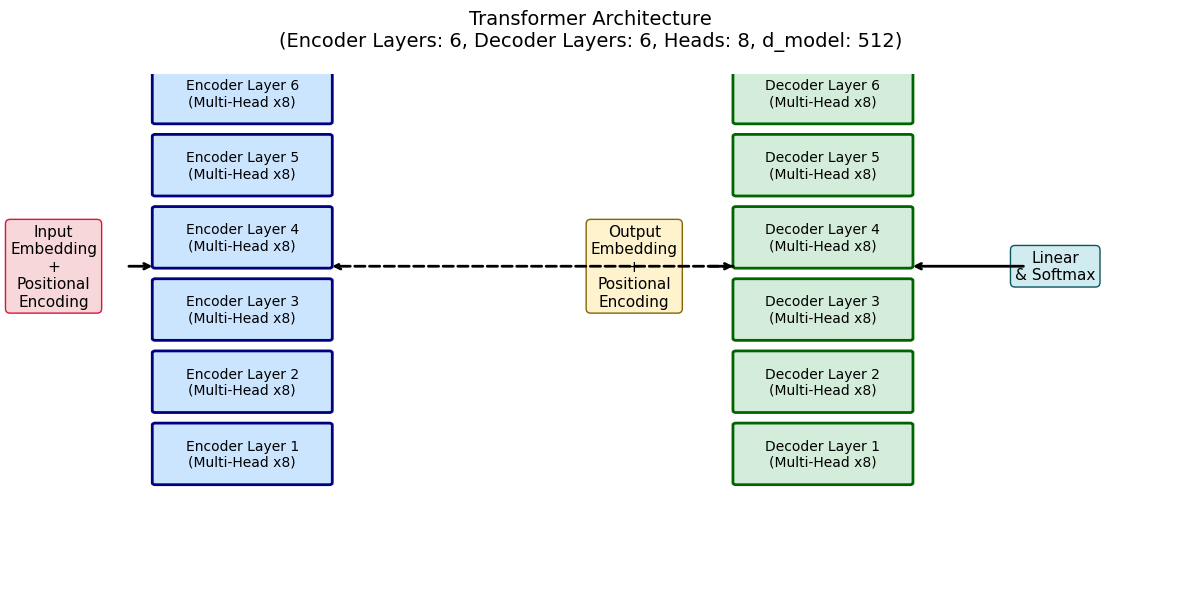 Transformer Architecture
(Encoder Layers: 6, Decoder Layers: 6, Heads: 8, d_model: 512)
Input
Embedding
+
Positional
Encoding
Encoder Layer 6
(Multi-Head x8)
Encoder Layer 5
(Multi-Head x8)
Encoder Layer 4
(Multi-Head x8)
Encoder Layer 3
(Multi-Head x8)
Encoder Layer 2
(Multi-Head x8)
Encoder Layer 1
(Multi-Head x8)
Output
Embedding
+
Positional
Encoding
Decoder Layer 6
(Multi-Head x8)
Decoder Layer 5
(Multi-Head x8)
Decoder Layer 4
(Multi-Head x8)
Decoder Layer 3
(Multi-Head x8)
Decoder Layer 2
(Multi-Head x8)
Decoder Layer 1
(Multi-Head x8)
Linear
& Softmax